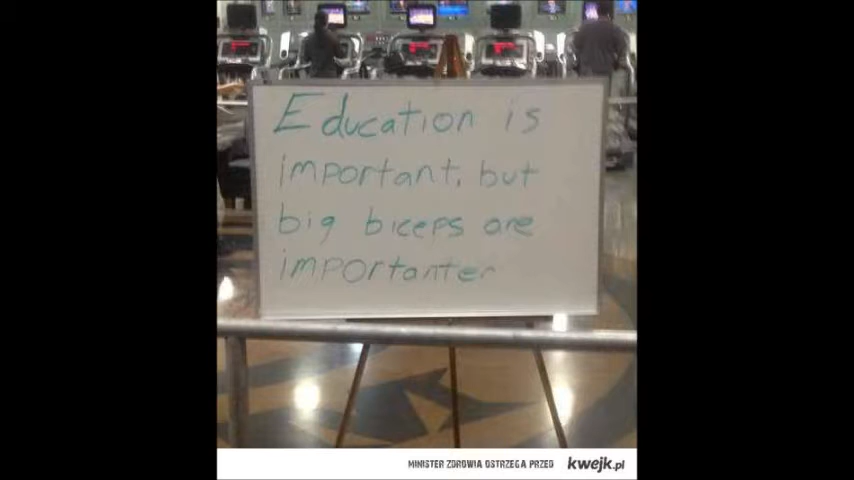 Education is
important, but
big biceps are
importanter
MINISTER ZDROWIA OSTRZEGA PRZED kwejk.pl